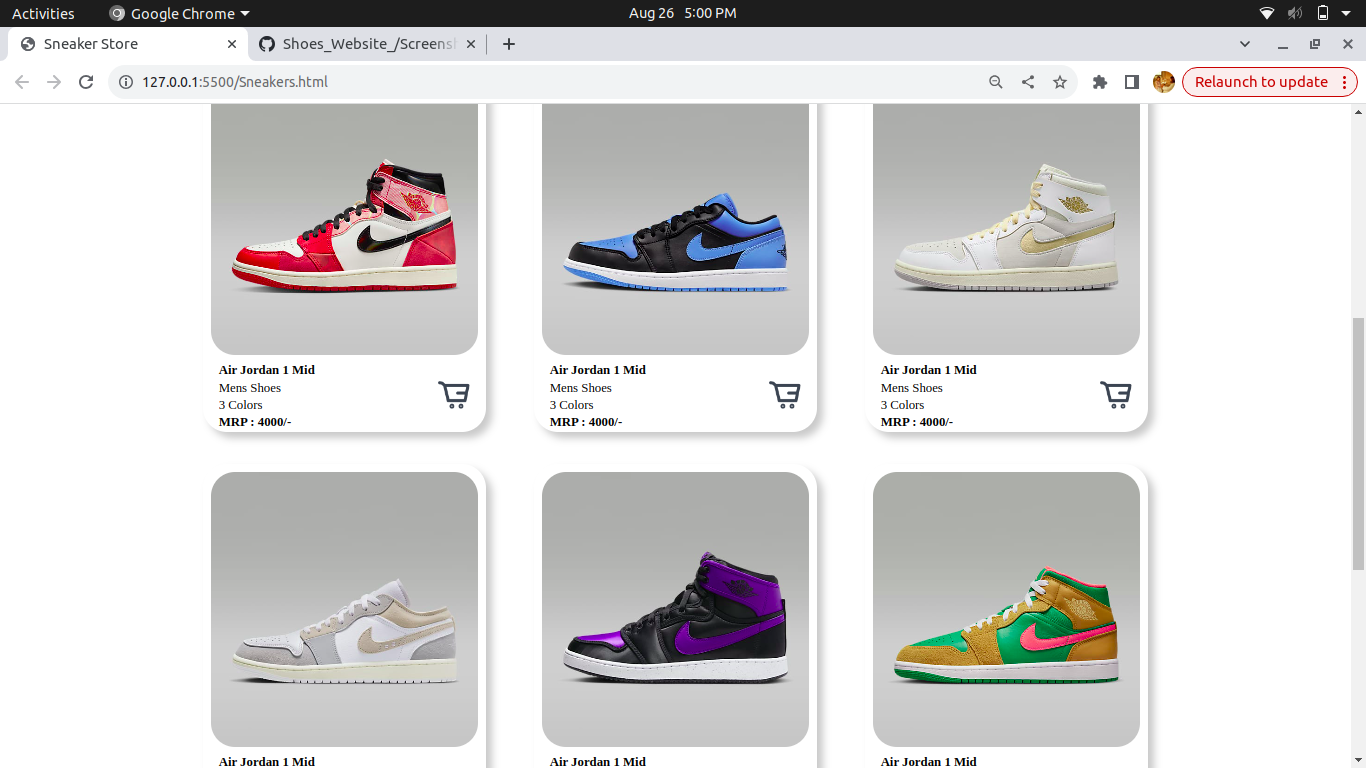 Activities
Google Chrome
Aug 26 5:00 PM
Sneaker Store
Shoes_Website_/Screensh
127.0.0.1:5500/Sneakers.html
Relaunch to update
Air Jordan 1 Mid
Mens Shoes
3 Colors
MRP : 4000/-
Air Jordan 1 Mid
Mens Shoes
3 Colors
MRP : 4000/-
Air Jordan 1 Mid
Mens Shoes
3 Colors
MRP : 4000/-
Air Jordan 1 Mid
Air Jordan 1 Mid
Air Jordan 1 Mid